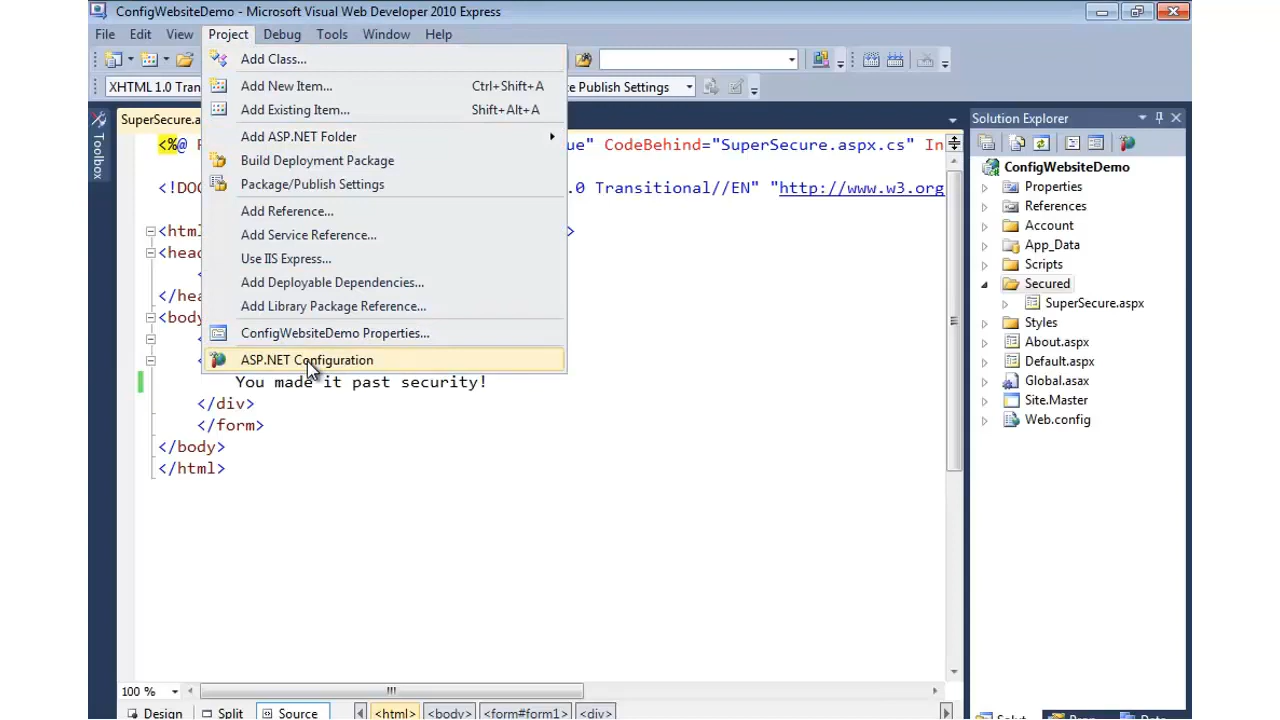 ConfigWebsiteDemo - Microsoft Visual Web Developer 2010 Express
File Edit View Project Debug Tools Window Help
XHTML 1.0 Tran
Publish Settings
Add Class...
Add New Item... Ctrl+Shift+A
Add Existing Item... Shift+Alt+A
Add ASP.NET Folder
Build Deployment Package
Package/Publish Settings
Add Reference...
Add Service Reference...
Use IIS Express...
Add Deployable Dependencies...
Add Library Package Reference...
ConfigWebsiteDemo Properties...
ASP.NET Configuration
Toolbox
SuperSecure.a
<%@ ue" CodeBehind="SuperSecure.aspx.cs" In
<!DOC .0 Transitional//EN" "http://www.w3.org
<html >
<head
</hea
<body
You made it past security!
</div>
</form>
</body>
</html>
100 %
Design Split Source <html> <body> <form#form1> <div>
Solution Explorer
ConfigWebsiteDemo
Properties
References
Account
App_Data
Scripts
Secured
SuperSecure.aspx
Styles
About.aspx
Default.aspx
Global.asax
Site.Master
Web.config